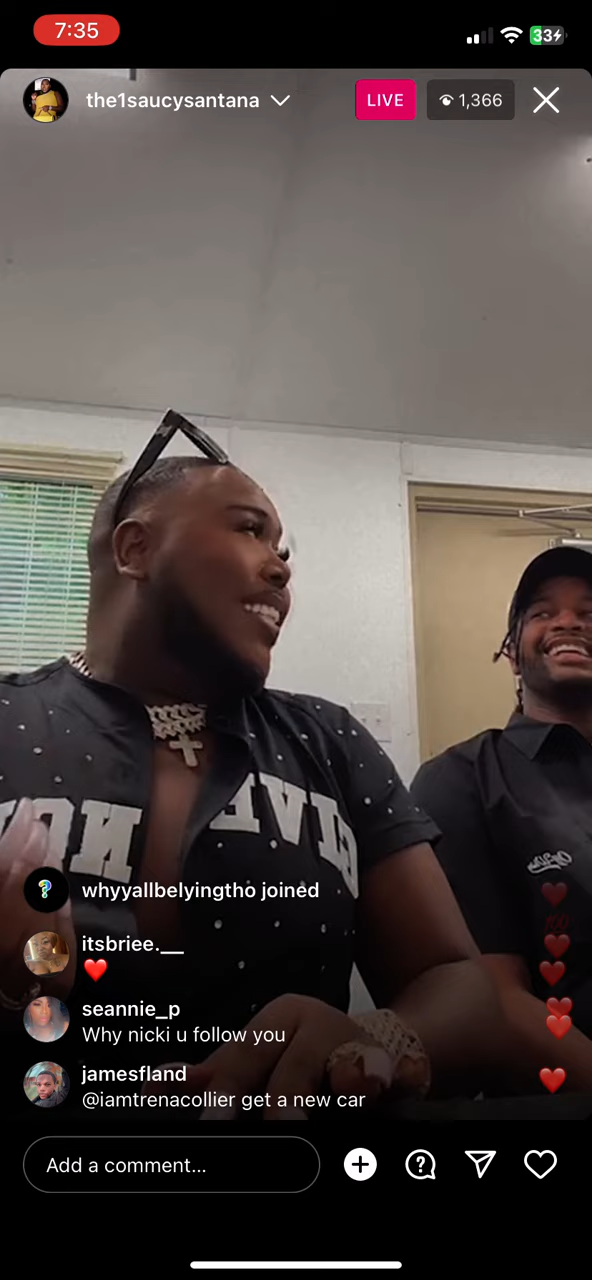 7:35
33
the1saucysantana
LIVE
1,366
whyyallbelyingtho joined
itsbriee.__
seannie_p
Why nicki u follow you
jamesfland
@iamtrenacollier get a new car
Add a comment...